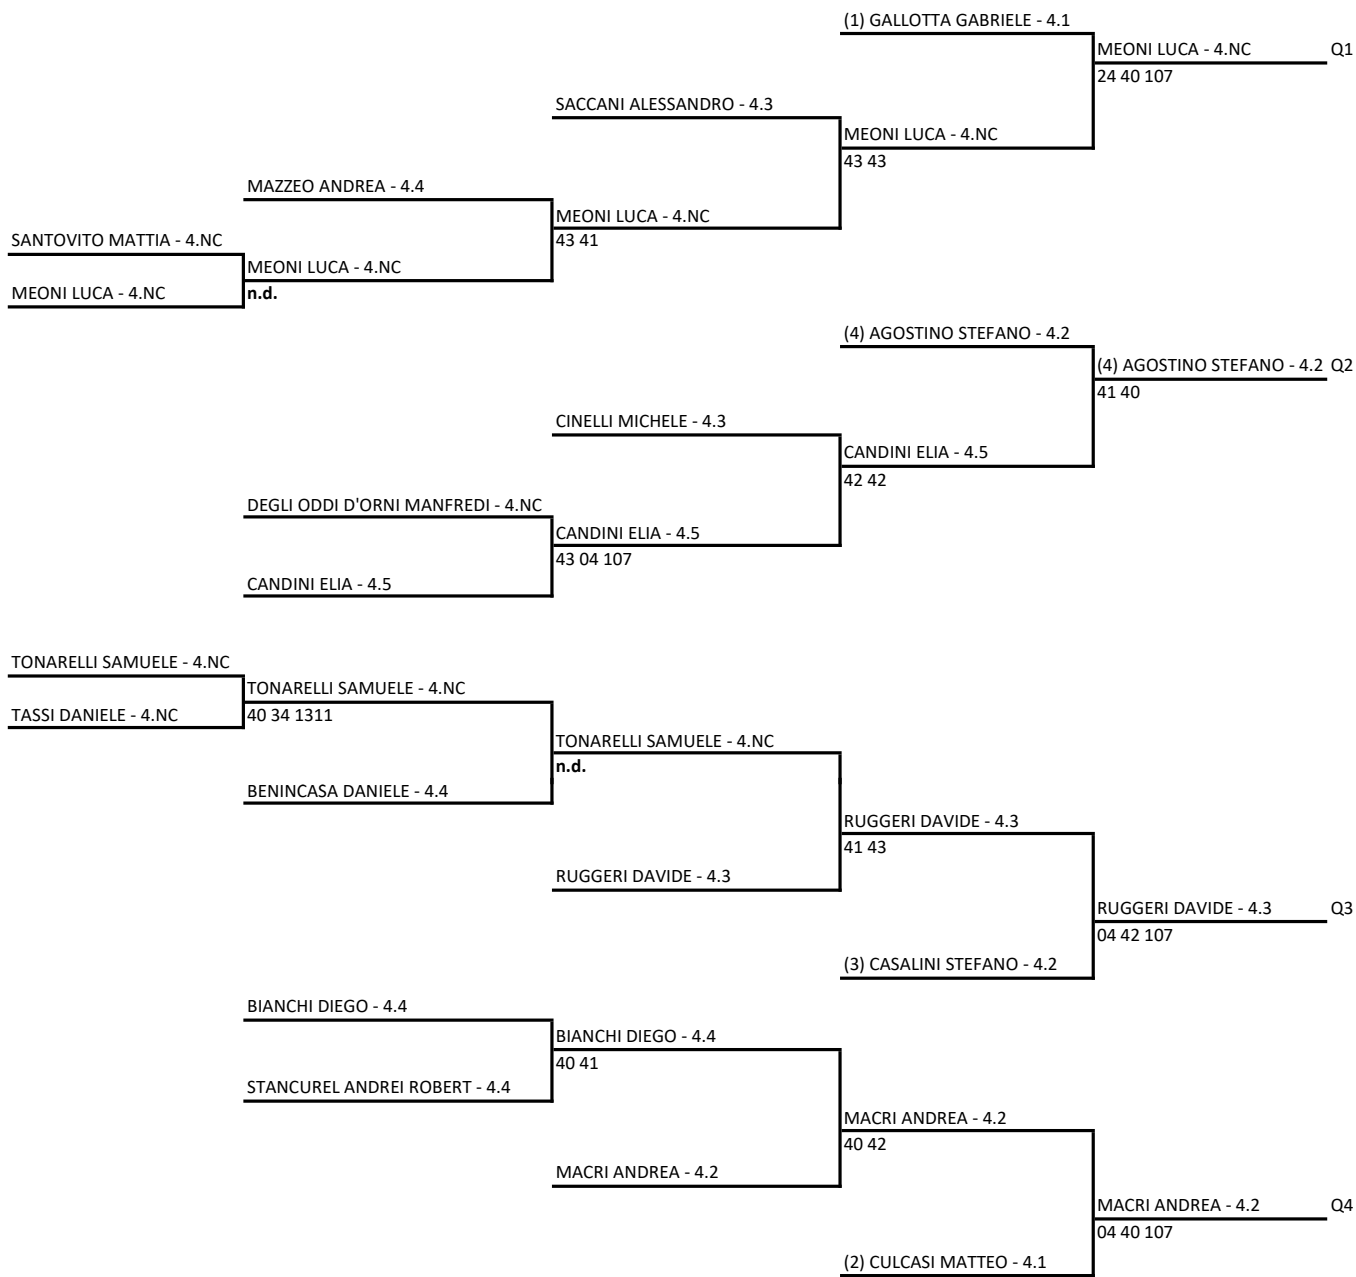 (1) GALLOTTA GABRIELE - 4.1
MEONI LUCA - 4.NC Q1
24 40 107
SACCANI ALESSANDRO - 4.3
MEONI LUCA - 4.NC
43 43
MAZZEO ANDREA - 4.4
MEONI LUCA - 4.NC
43 41
SANTOVITO MATTIA - 4.NC
MEONI LUCA - 4.NC
n.d.
MEONI LUCA - 4.NC
(4) AGOSTINO STEFANO - 4.2
(4) AGOSTINO STEFANO - 4.2 Q2
41 40
CINELLI MICHELE - 4.3
CANDINI ELIA - 4.5
42 42
DEGLI ODDI D'ORNI MANFREDI - 4.NC
CANDINI ELIA - 4.5
43 04 107
CANDINI ELIA - 4.5
TONARELLI SAMUELE - 4.NC
TONARELLI SAMUELE - 4.NC
40 34 1311
TASSI DANIELE - 4.NC
TONARELLI SAMUELE - 4.NC
n.d.
BENINCASA DANIELE - 4.4
RUGGERI DAVIDE - 4.3
41 43
RUGGERI DAVIDE - 4.3
RUGGERI DAVIDE - 4.3 Q3
04 42 107
(3) CASALINI STEFANO - 4.2
BIANCHI DIEGO - 4.4
BIANCHI DIEGO - 4.4
40 41
STANCUREL ANDREI ROBERT - 4.4
MACRI ANDREA - 4.2
40 42
MACRI ANDREA - 4.2
MACRI ANDREA - 4.2 Q4
04 40 107
(2) CULCASI MATTEO - 4.1